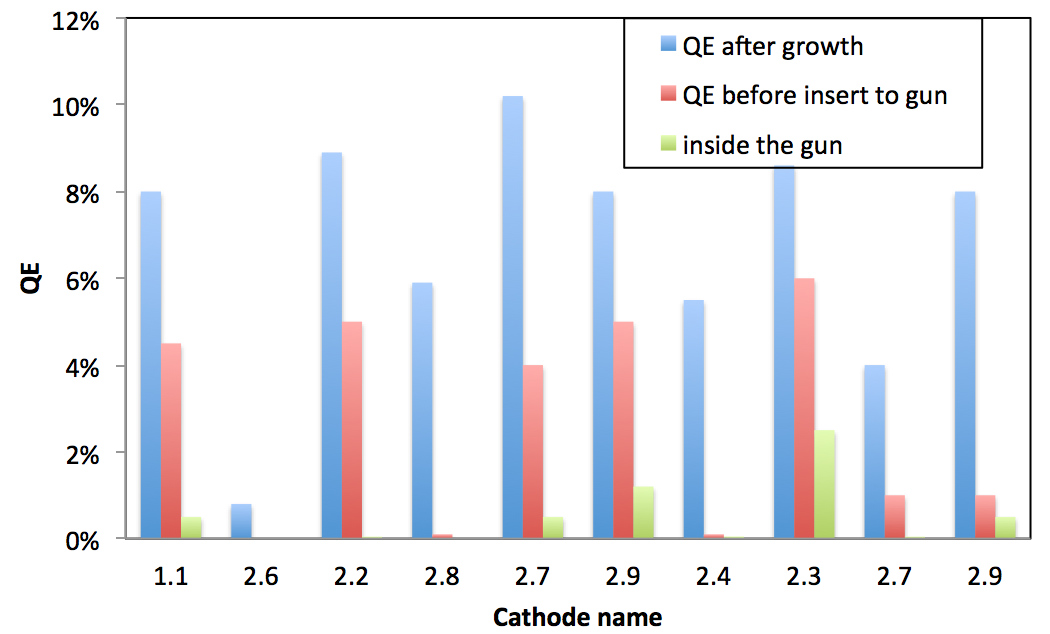 12%
10%
8%
6%
4%
2%
0%
QE
QE after growth
QE before insert to gun
inside the gun
1.1 2.6 2.2 2.8 2.7 2.9 2.4 2.3 2.7 2.9
Cathode name